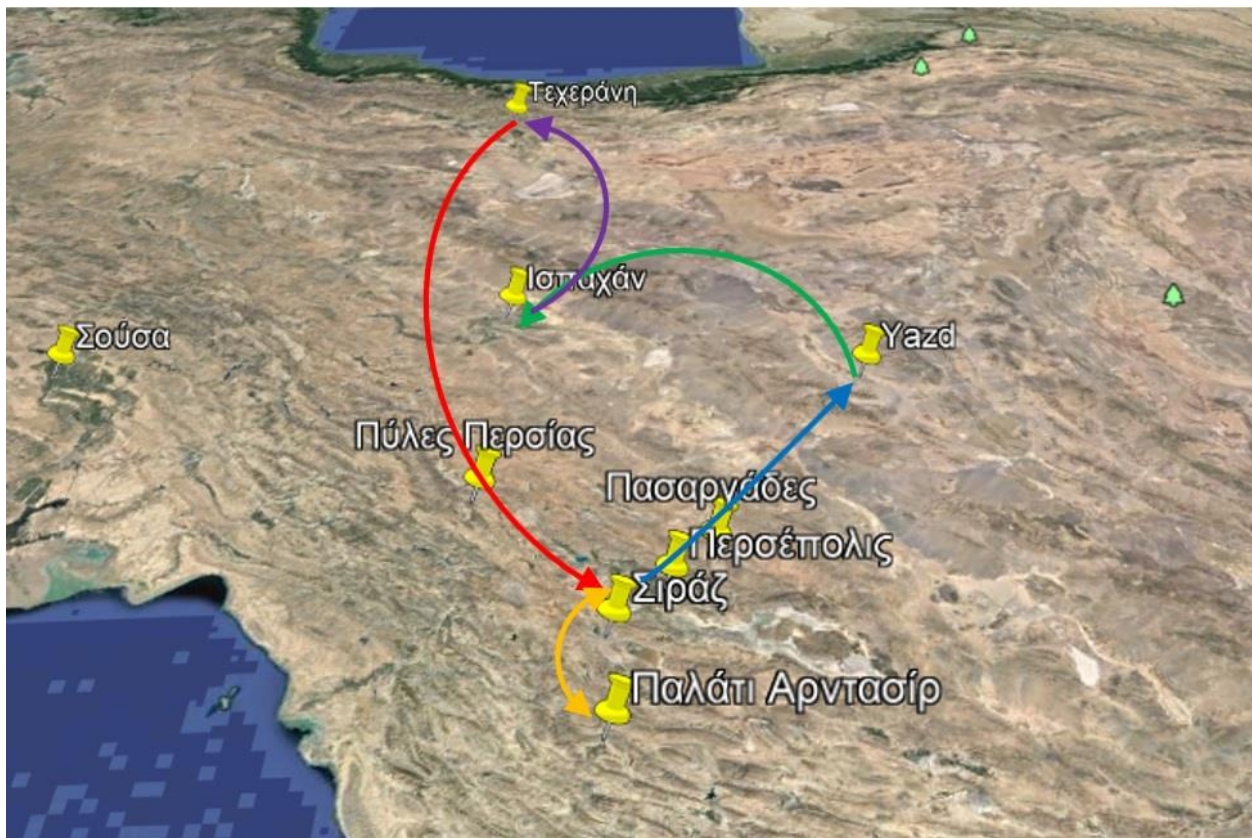 Τεχεράνη
Ισπαχάν
Σούσα
Yazd
Πύλες Περσίας
Πασαργάδες
Περσέπολις
Σιράζ
Παλάτι Αρντασίρ